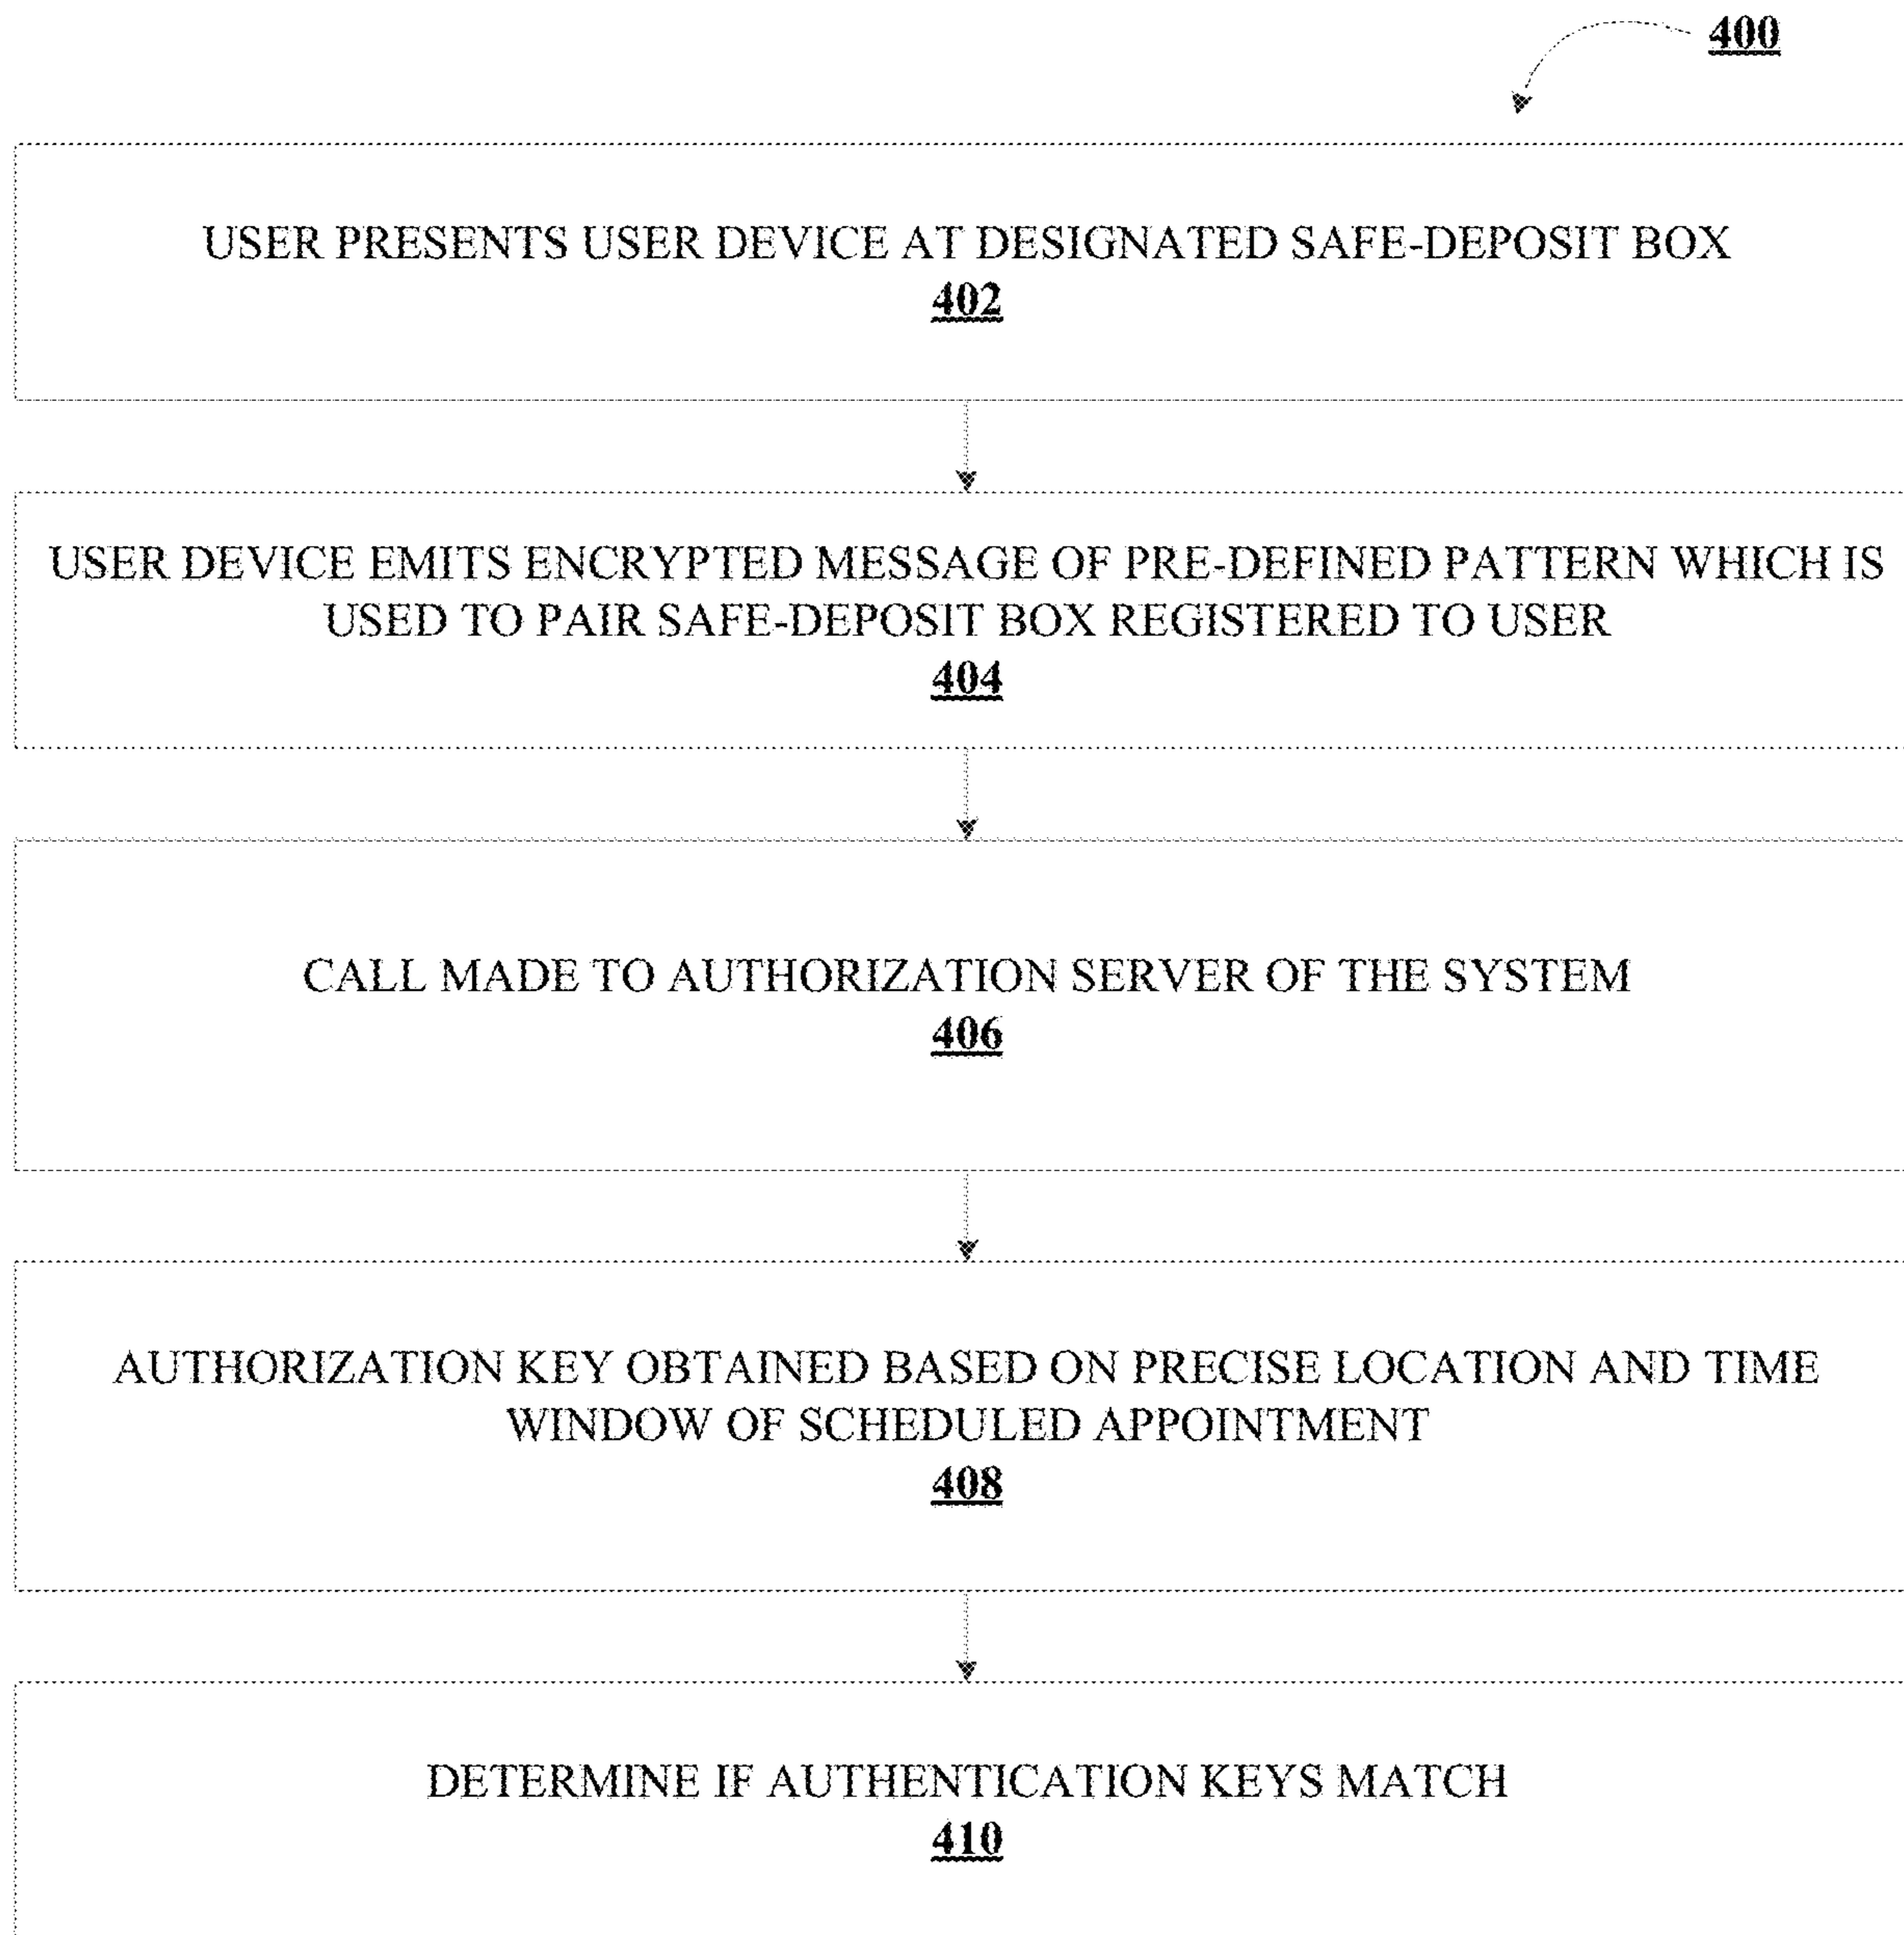 400
USER PRESENTS USER DEVICE AT DESIGNATED SAFE-DEPOSIT BOX
402
USER DEVICE EMITS ENCRYPTED MESSAGE OF PRE-DEFINED PATTERN WHICH IS
USED TO PAIR SAFE-DEPOSIT BOX REGISTERED TO USER
404
CALL MADE TO AUTHORIZATION SERVER OF THE SYSTEM
406
AUTHORIZATION KEY OBTAINED BASED ON PRECISE LOCATION AND TIME
WINDOW OF SCHEDULED APPOINTMENT
408
DETERMINE IF AUTHENTICATION KEYS MATCH
410